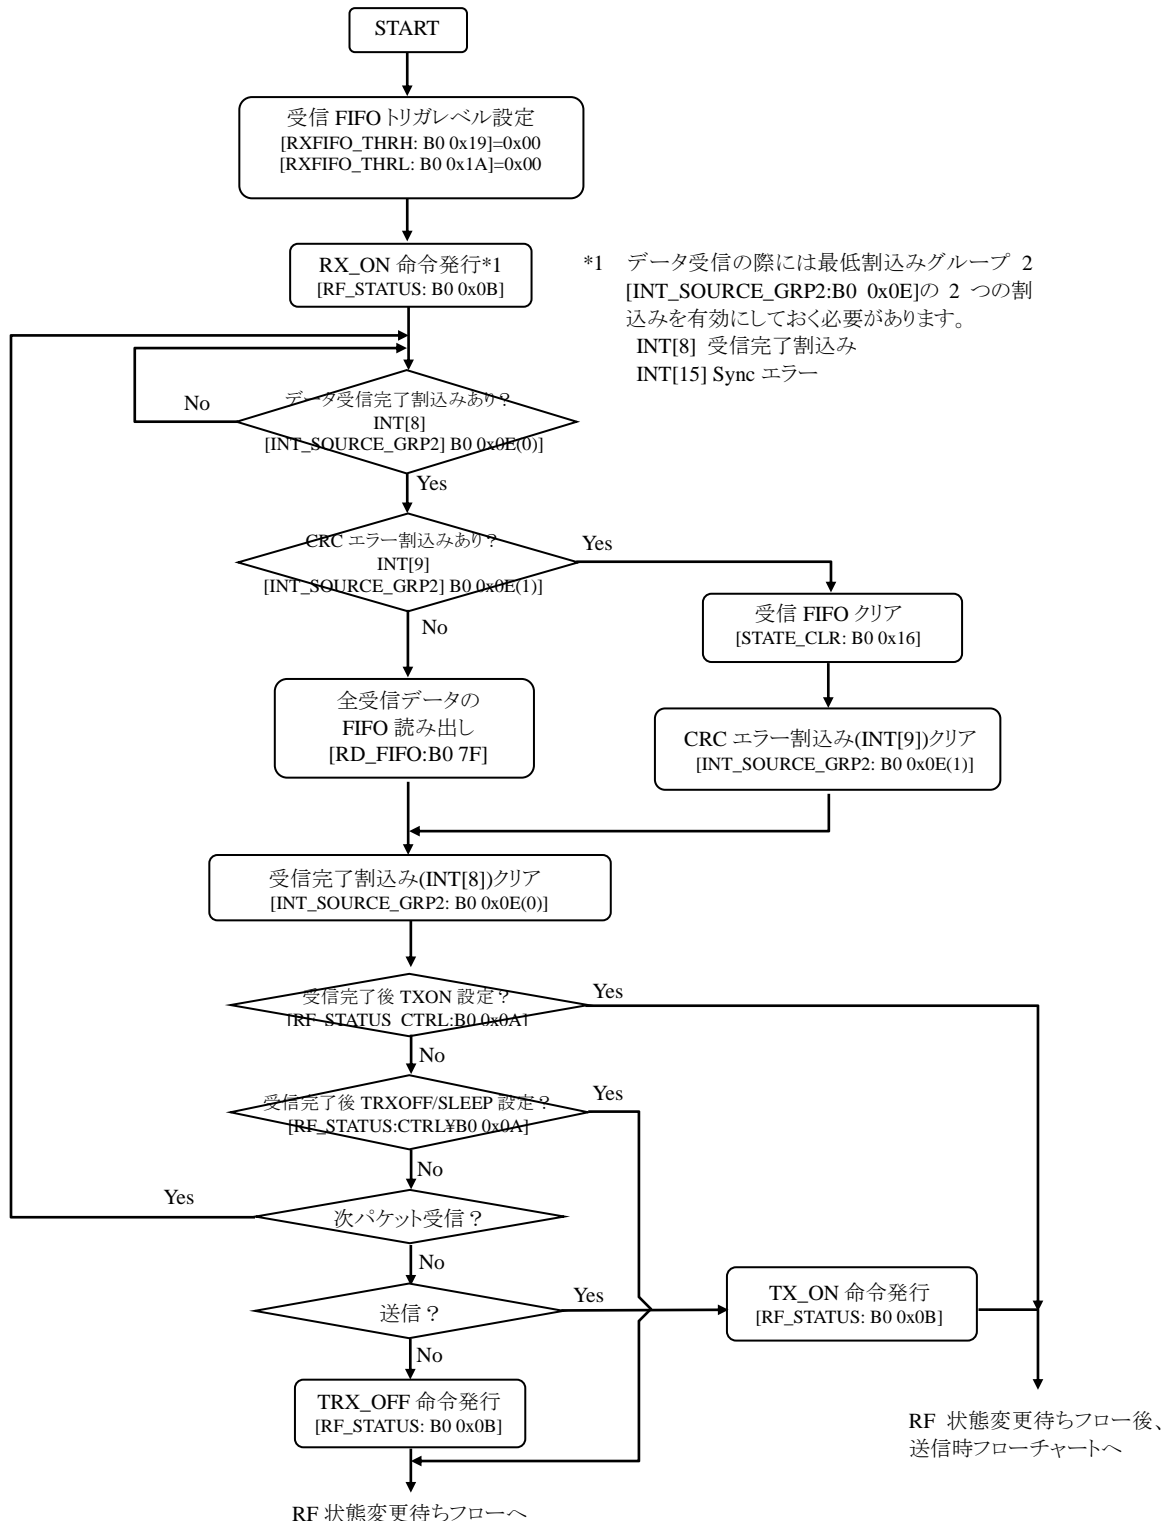 START
受信 FIFO トリガレベル設定
[RXFIFO_THRH: B0 0x19]=0x00
[RXFIFO_THRL: B0 0x1A]=0x00
RX_ON 命令発行*1
[RF_STATUS: B0 0x0B]
*1 データ受信の際には最低割込みグループ 2
[INT_SOURCE_GRP2:B0 0x0E]の 2 つの割
込みを有効にしておく必要があります。
INT[8] 受信完了割込み
INT[15] Sync エラー
データ受信完了割込みあり？
INT[8]
[INT_SOURCE_GRP2] B0 0x0E(0)]
No
Yes
CRC エラー割込みあり？
INT[9]
[INT_SOURCE_GRP2] B0 0x0E(1)]
Yes
No
受信 FIFO クリア
[STATE_CLR: B0 0x16]
全受信データの
FIFO 読み出し
[RD_FIFO:B0 7F]
CRC エラー割込み(INT[9])クリア
[INT_SOURCE_GRP2: B0 0x0E(1)]
受信完了割込み(INT[8])クリア
[INT_SOURCE_GRP2: B0 0x0E(0)]
受信完了後 TXON 設定？
[RF_STATUS_CTRL:B0 0x0A]
Yes
No
受信完了後 TRXOFF/SLEEP 設定？
[RF_STATUS:CTRL¥B0 0x0A]
Yes
No
次パケット受信？
Yes
No
送信？
Yes
No
TX_ON 命令発行
[RF_STATUS: B0 0x0B]
TRX_OFF 命令発行
[RF_STATUS: B0 0x0B]
RF 状態変更待ちフロー後、
送信時フローチャートへ
RF 状態変更待ちフローへ